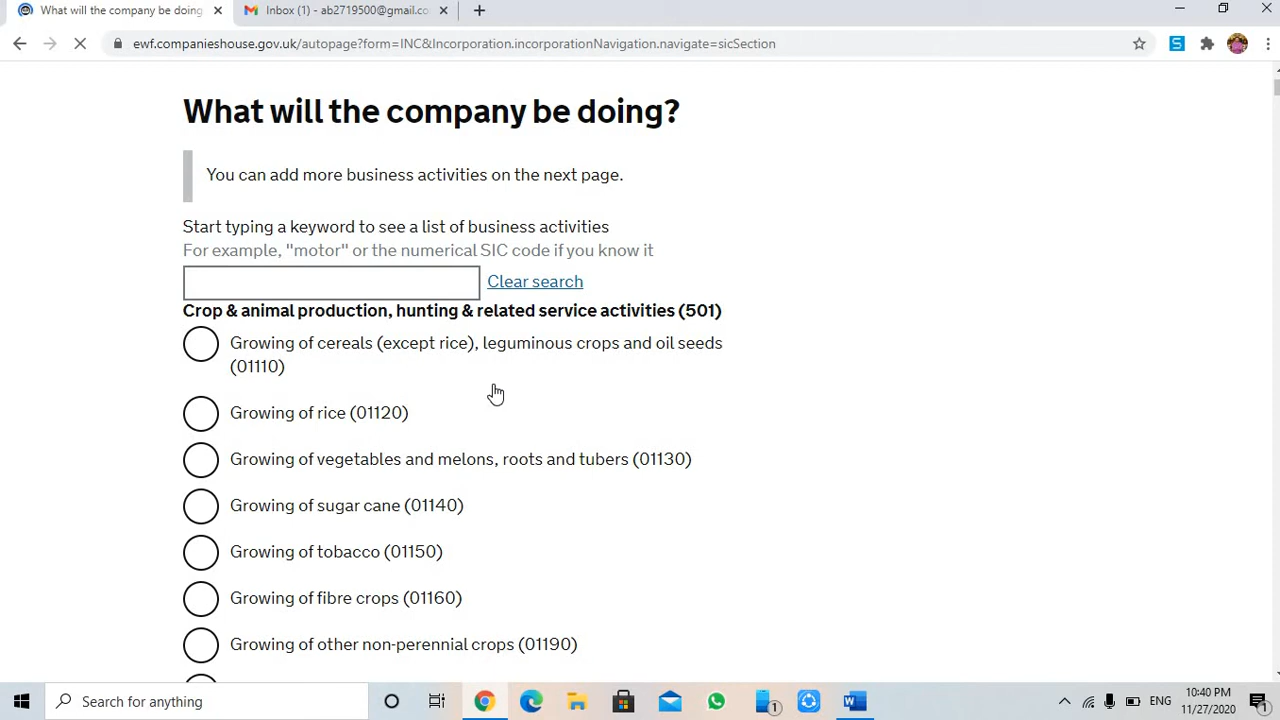 What will the company be doing
Inbox (1) - ab2719500@gmail.co
ewf.companieshouse.gov.uk/autopage?form=INC&Incorporation.incorporationNavigation.navigate=sicSection
What will the company be doing?
You can add more business activities on the next page.
Start typing a keyword to see a list of business activities
For example, "motor" or the numerical SIC code if you know it
Clear search
Crop & animal production, hunting & related service activities (501)
Growing of cereals (except rice), leguminous crops and oil seeds
(01110)
Growing of rice (01120)
Growing of vegetables and melons, roots and tubers (01130)
Growing of sugar cane (01140)
Growing of tobacco (01150)
Growing of fibre crops (01160)
Growing of other non-perennial crops (01190)
Search for anything
1
ENG
10:40 PM
11/27/2020
1